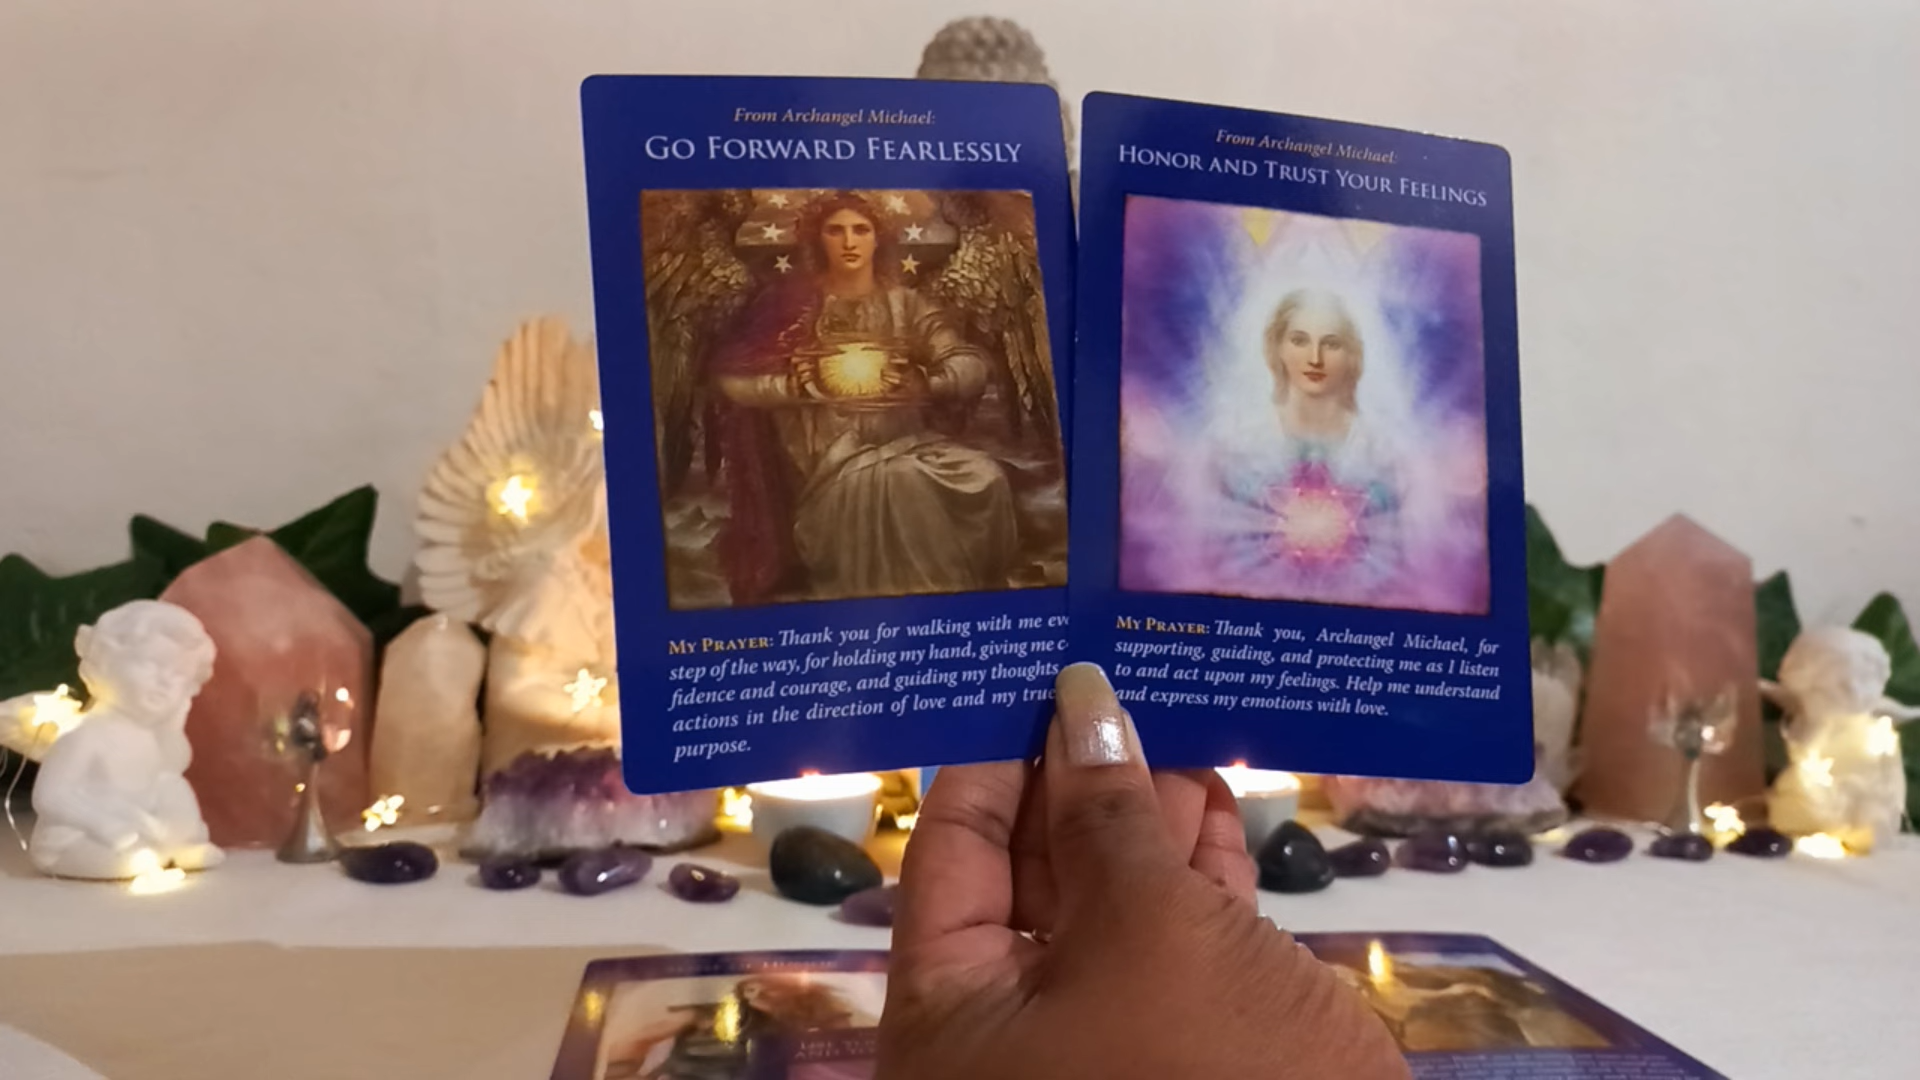 From Archangel Michael:
GO FORWARD FEARLESSLY
MY PRAYER: Thank you for walking with me
step of the way, for holding my hand, giving me
fidence and courage, and guiding my thoughts
actions in the direction of love and my true
purpose.
From Archangel Michael:
HONOR AND TRUST YOUR FEELINGS
MY PRAYER: Thank you, Archangel Michael, for
supporting, guiding, and protecting me as I listen
to and act upon my feelings. Help me understand
and express my emotions with love.